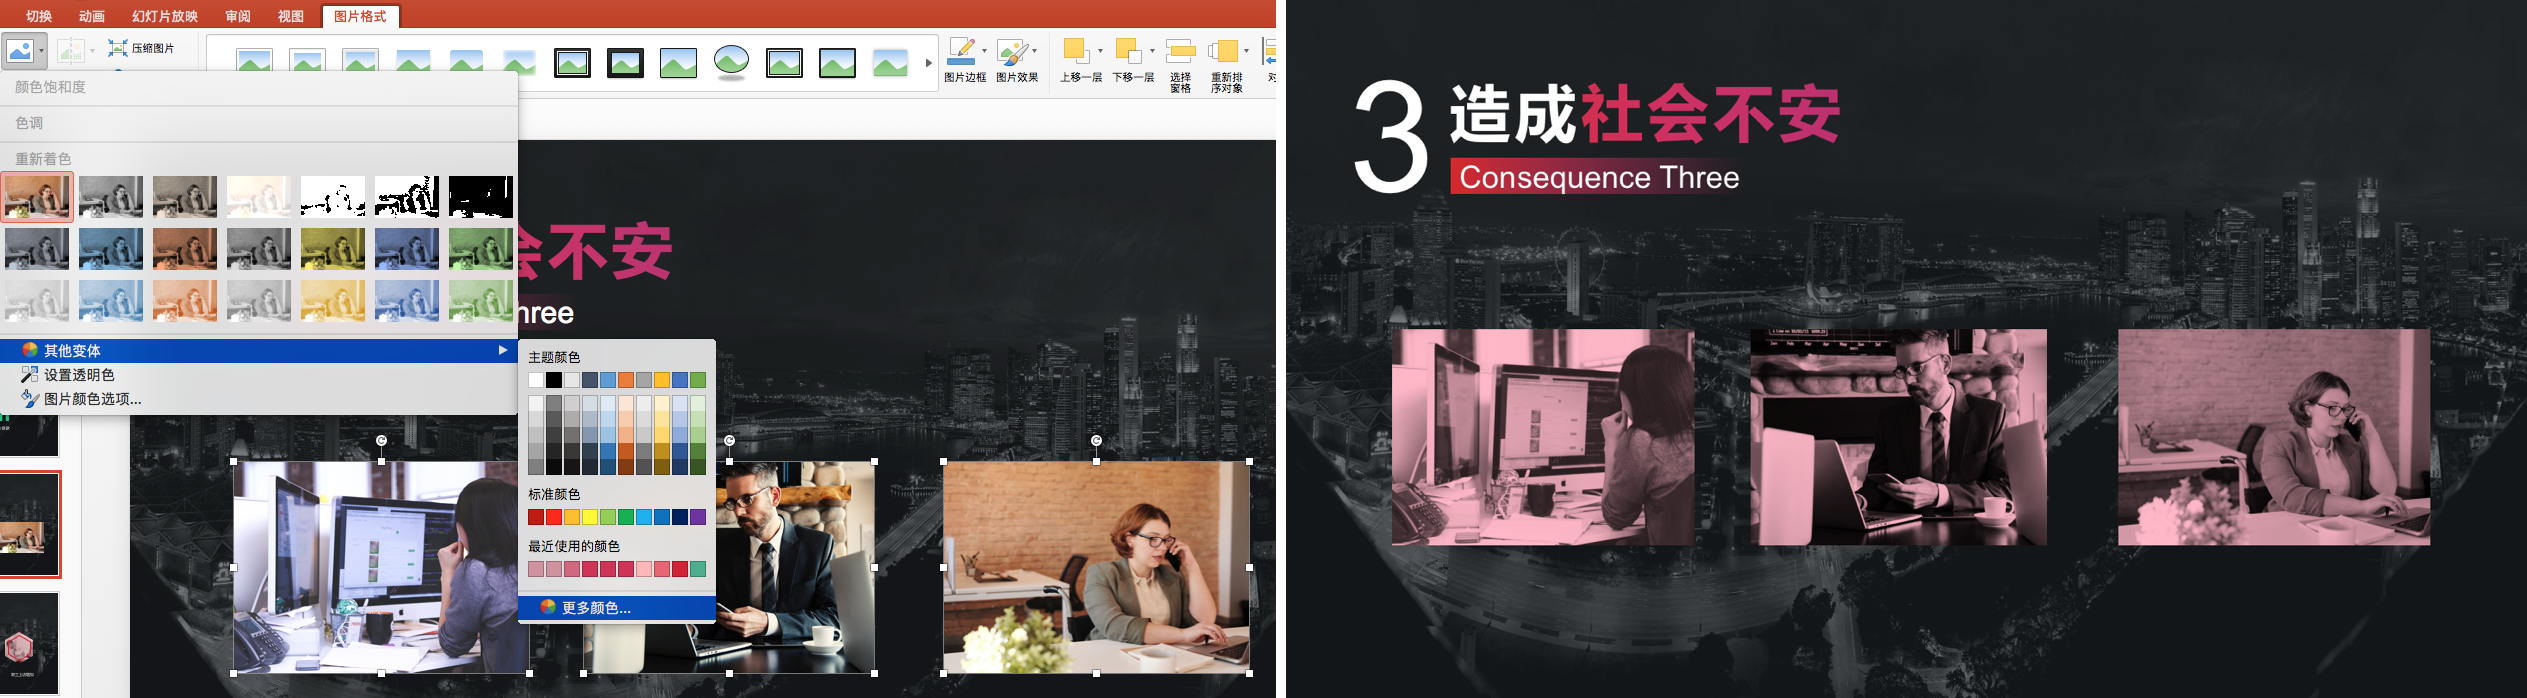 切换 动画 幻灯片放映 审阅 视图 图片格式
压缩图片
图片边框 图片效果 上移一层 下移一层 选择窗格 重新排序对象 对
颜色饱和度
色调
重新着色
其他变体
设置透明色
图片颜色选项...
会不安
hree
主题颜色
标准颜色
最近使用的颜色
更多颜色...
3 造成社会不安
Consequence Three